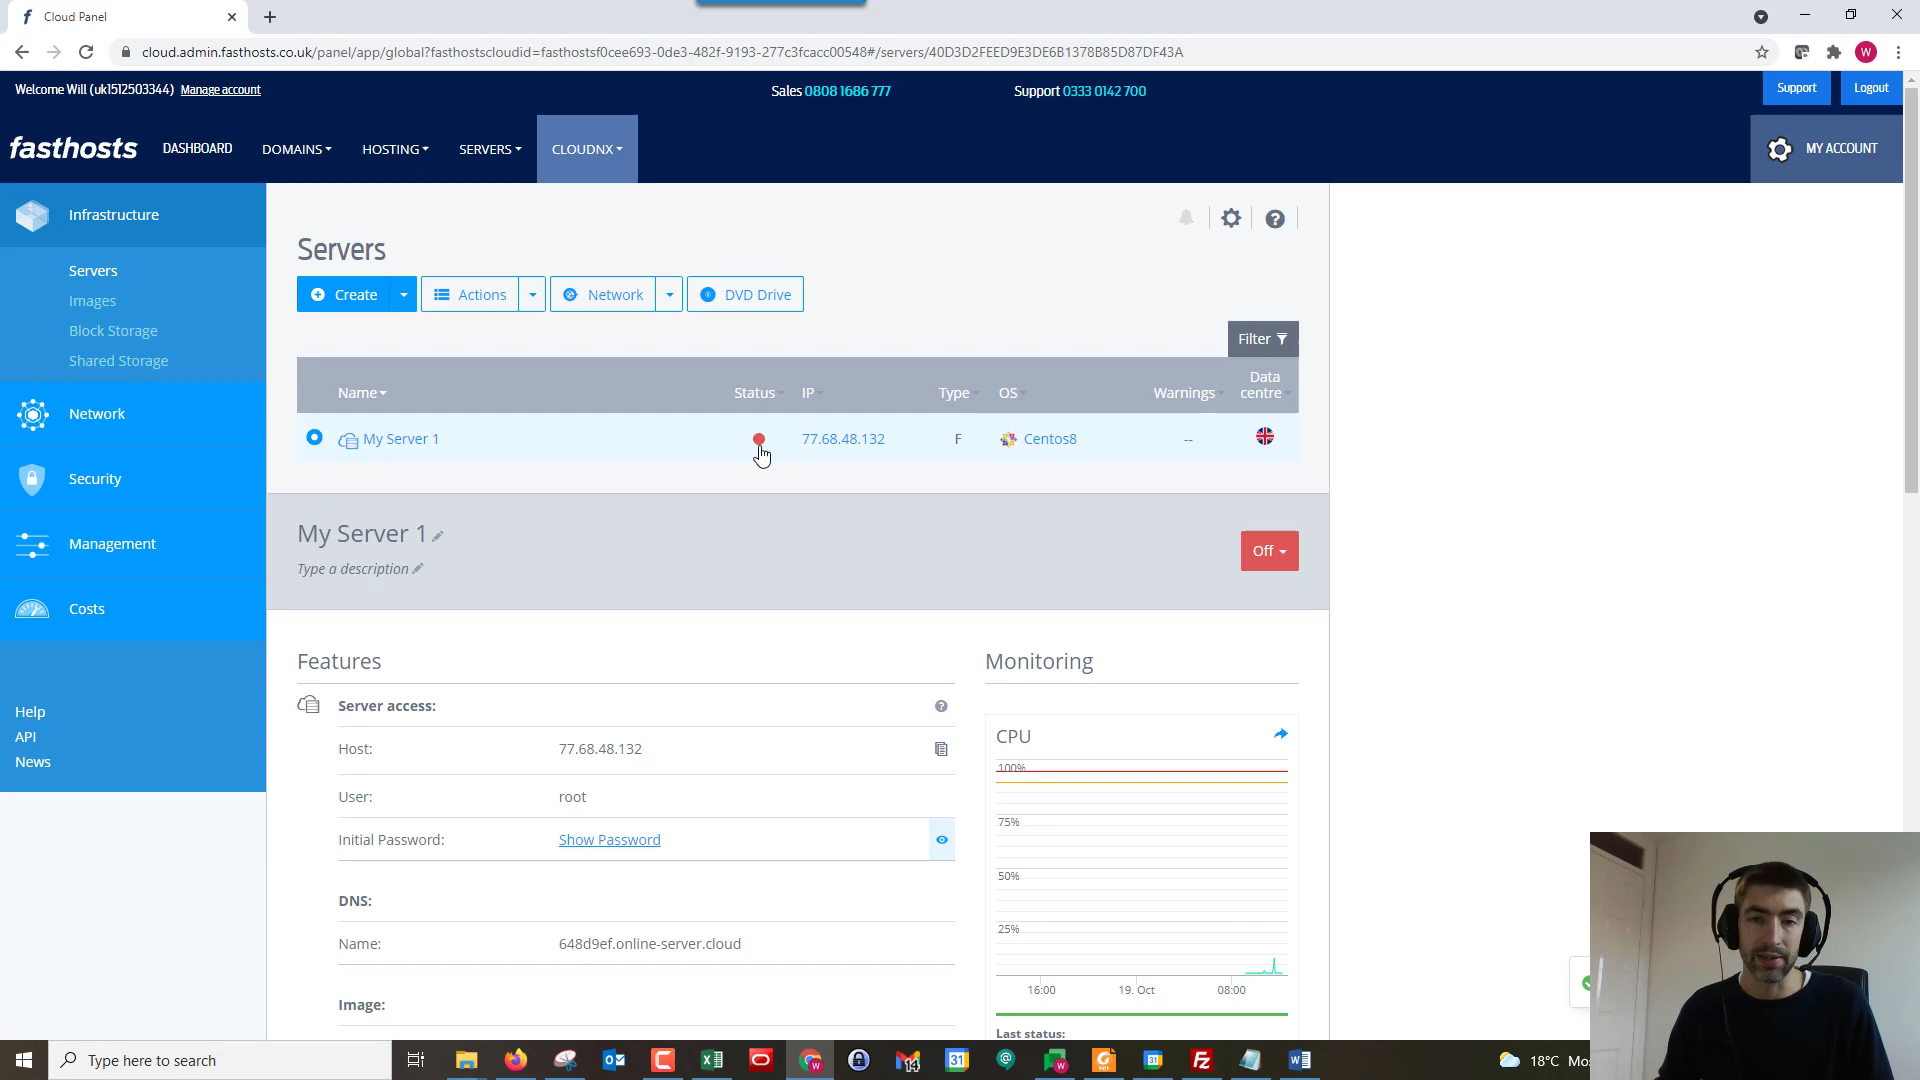 Cloud Panel
cloud.admin.fasthosts.co.uk/panel/app/global?fasthostscloudid=fasthostsf0cee693-0de3-482f-9193-277c3fcacc00548#/servers/40D3D2FEED9E3DE6B1378B85D87DF43A
W
Welcome Will (uk1512503344) Manage account
Sales 0808 1686 777
Support 0333 0142 700
Support
Logout
fasthosts
DASHBOARD
DOMAINS
HOSTING
SERVERS
CLOUDNX
MY ACCOUNT
Infrastructure
Servers
Images
Block Storage
Shared Storage
Network
Security
Management
Costs
Help
API
News
Servers
Create
Actions
Network
DVD Drive
Filter
Name Status IP Type OS Warnings Data centre
My Server 1 77.68.48.132 F Centos8 --
My Server 1
Off
Type a description
Features
Server access:
Host: 77.68.48.132
User: root
Initial Password: Show Password
DNS:
Name: 648d9ef.online-server.cloud
Image:
Monitoring
CPU
100%
75%
50%
25%
16:00 19. Oct 08:00
Last status:
Type here to search
18°C Mos